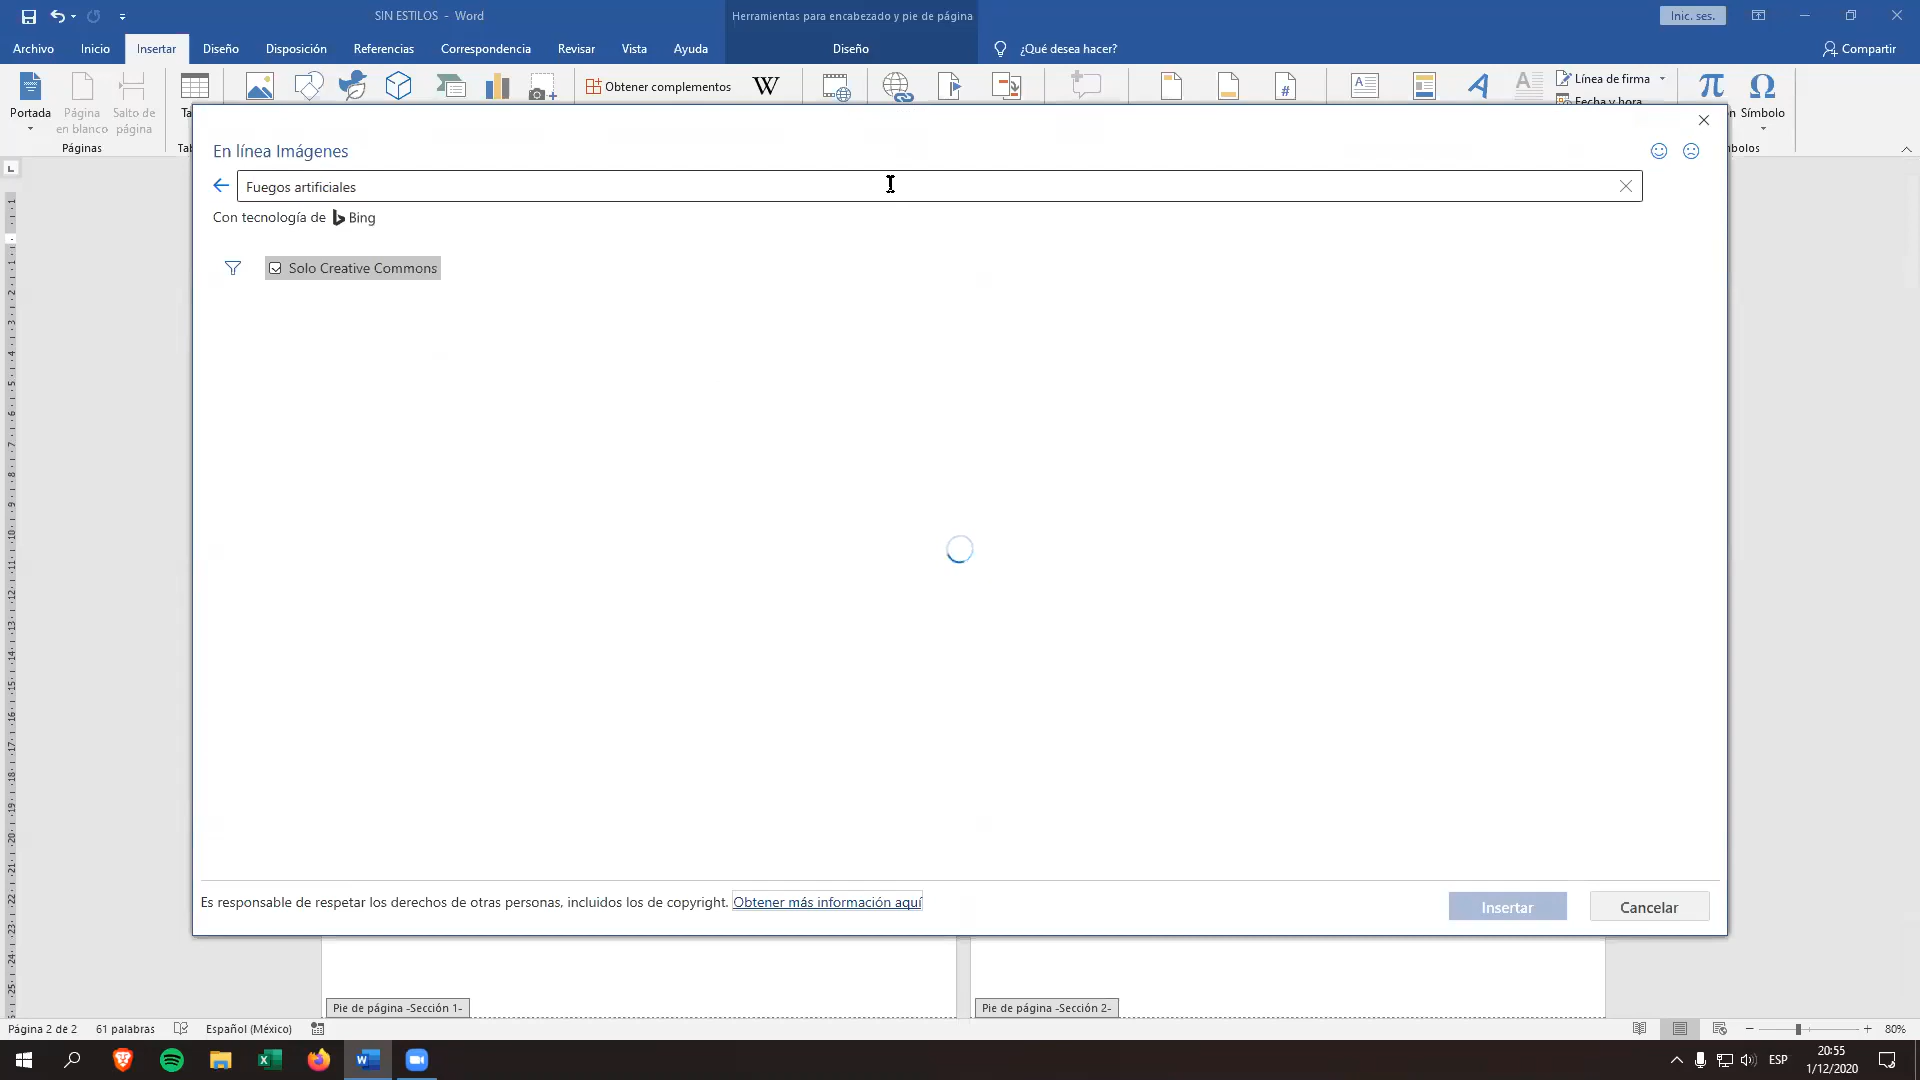 SIN ESTILOS - Word
Herramientas para encabezado y pie de página
Inic. ses.
Archivo Inicio Insertar Diseño Disposición Referencias Correspondencia Revisar Vista Ayuda Diseño ¿Qué desea hacer? Compartir
Obtener complementos W Línea de firma π Ω
Fecha y hora
Portada Página en blanco Salto de página Símbolo
Páginas
En línea Imágenes
Fuegos artificiales
Con tecnología de Bing
Solo Creative Commons
Es responsable de respetar los derechos de otras personas, incluidos los de copyright. Obtener más información aquí
Insertar Cancelar
Pie de página -Sección 1- Pie de página -Sección 2-
Página 2 de 2 61 palabras Español (México) 80%
ESP 20:55
1/12/2020